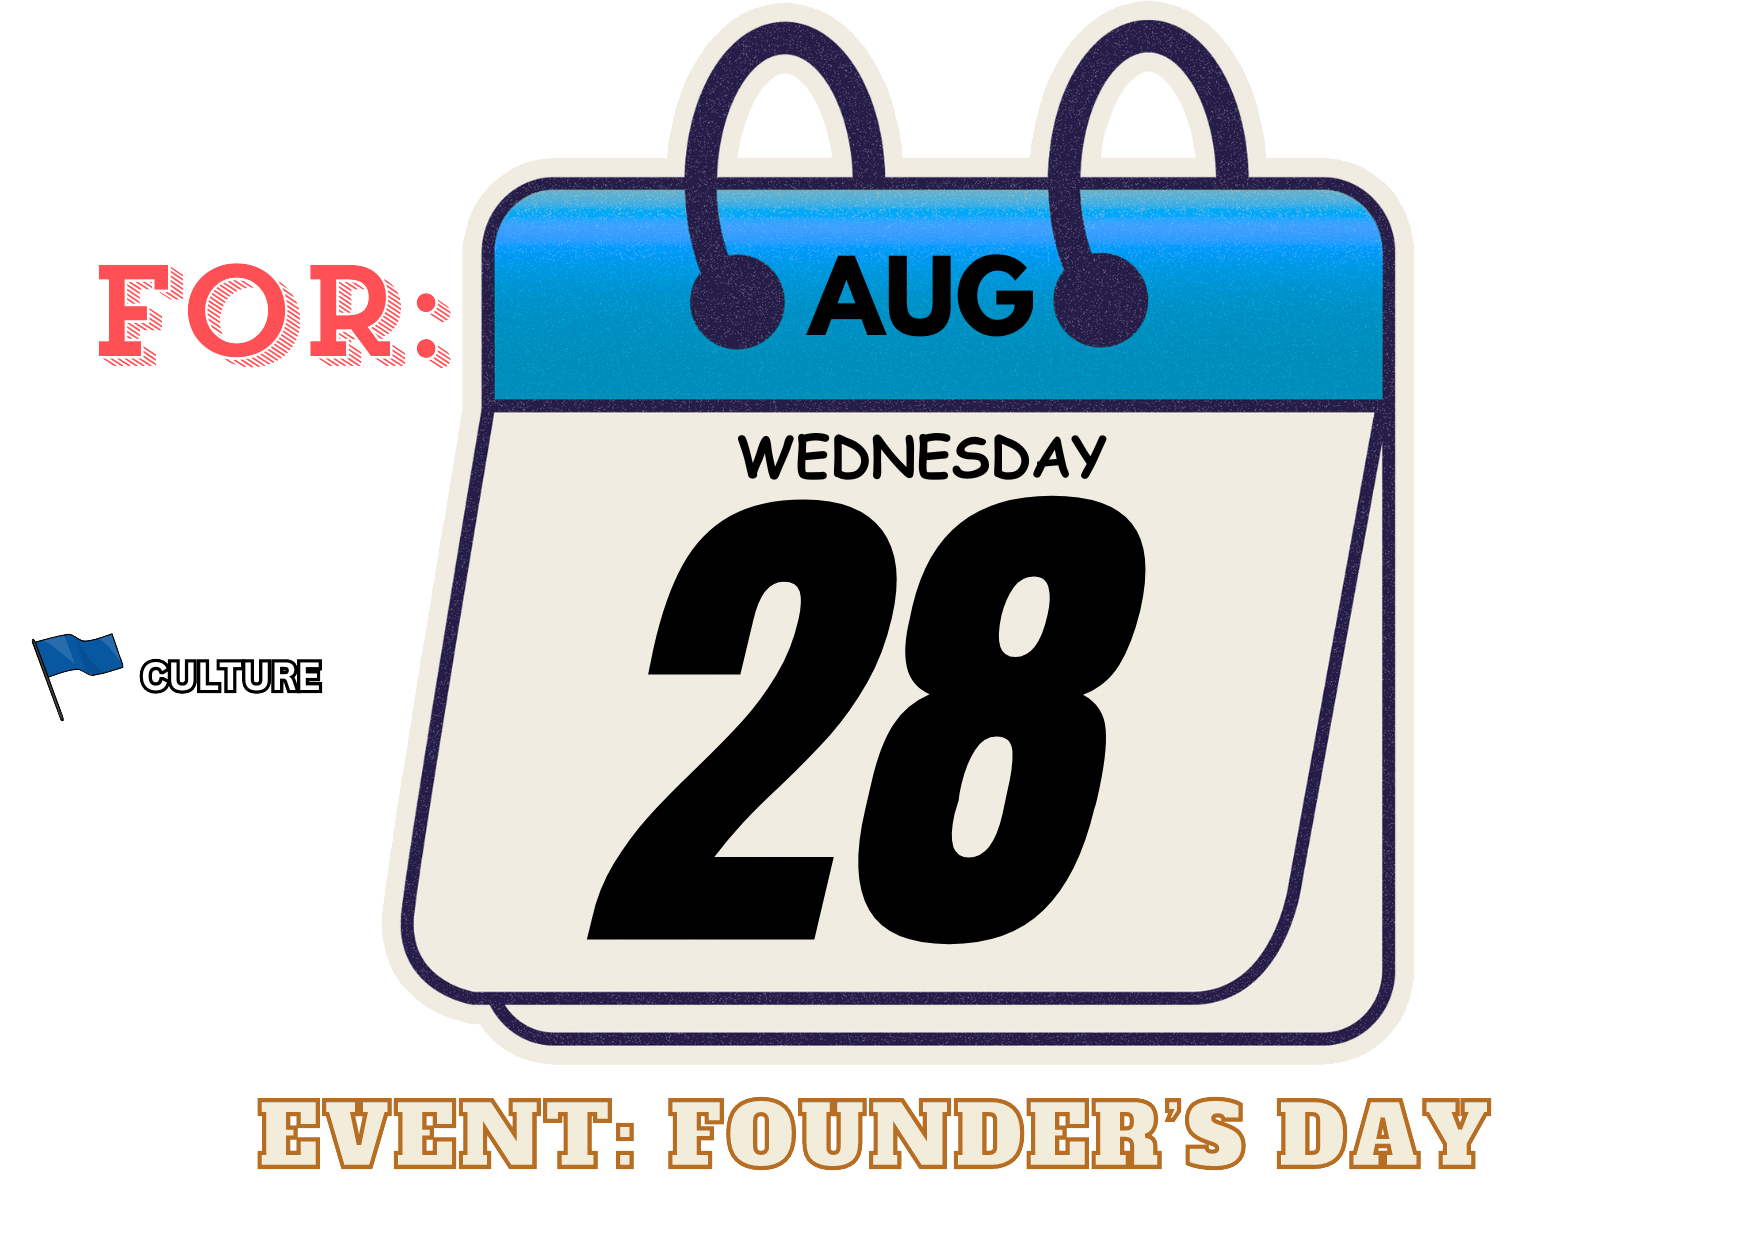 FOR:
AUG
WEDNESDAY
28
CULTURE
EVENT: FOUNDER'S DAY